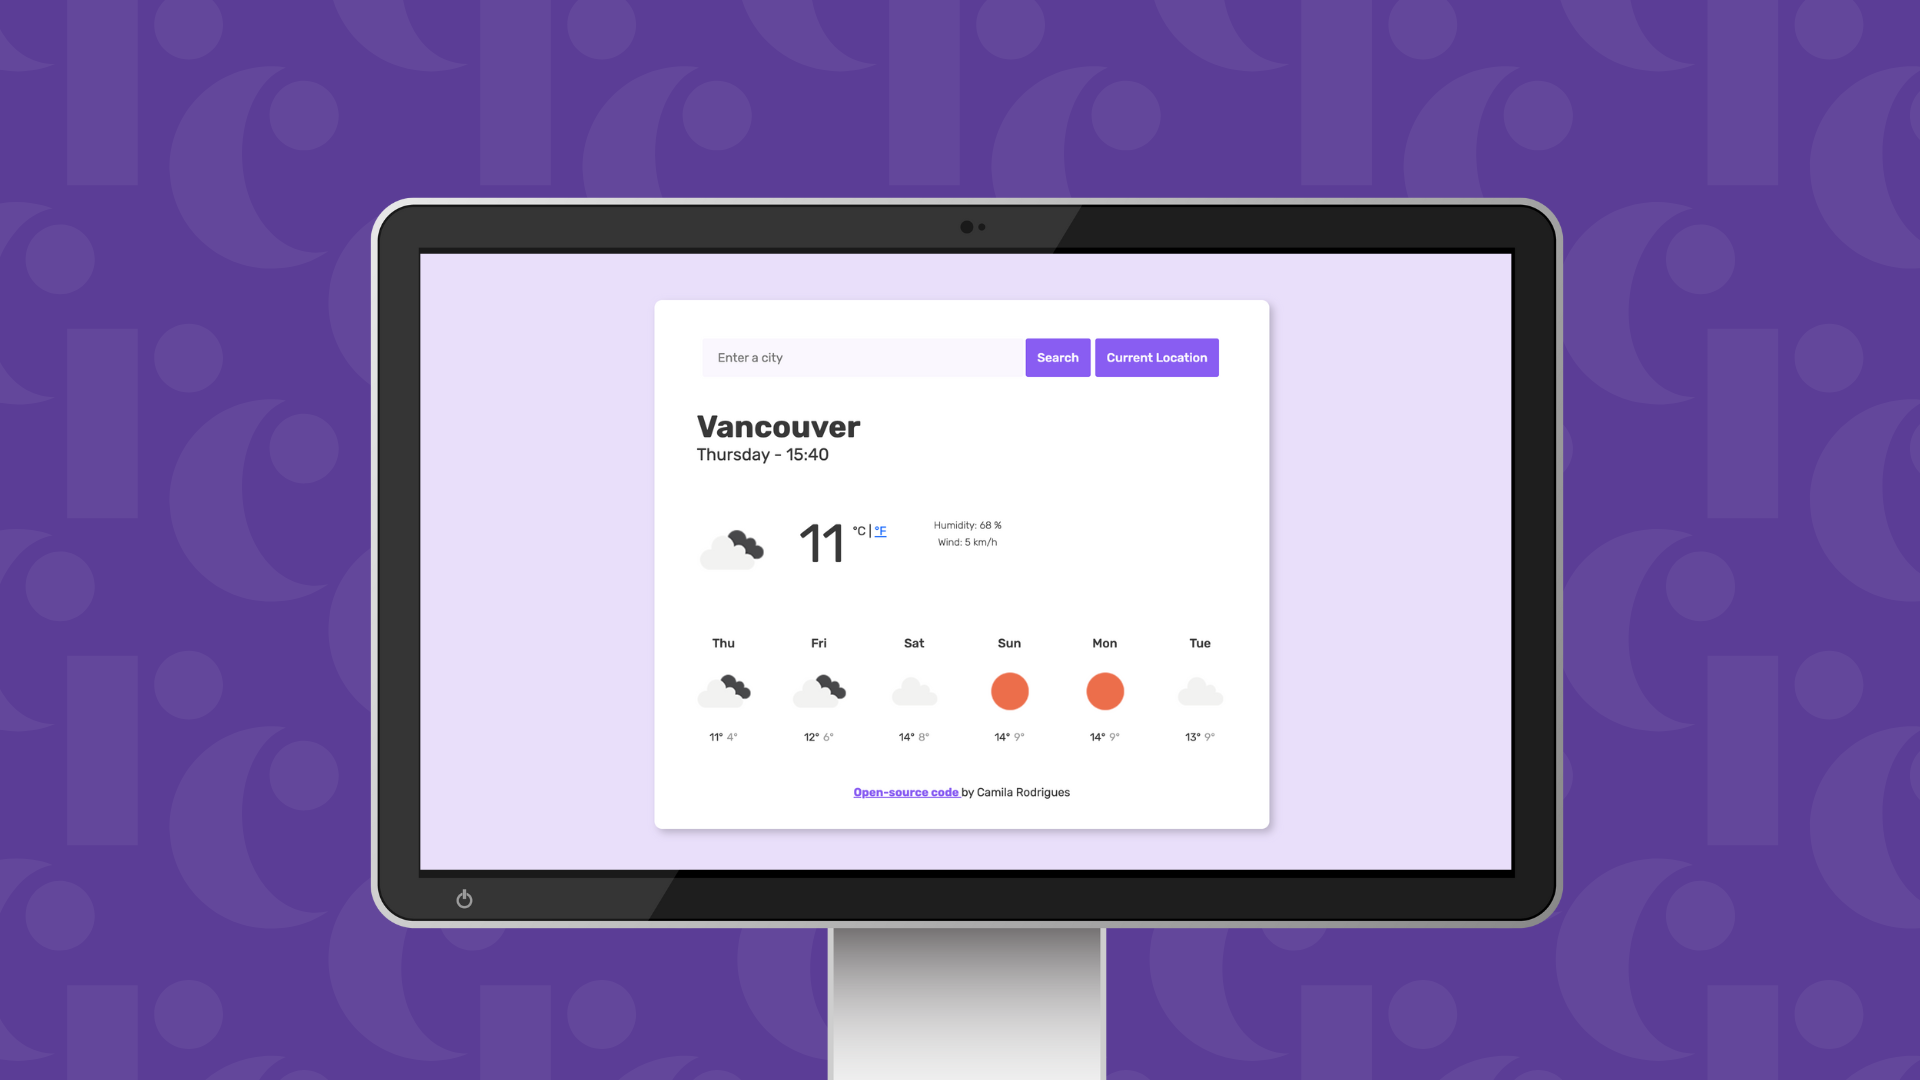 Enter a city
Search
Current Location
Vancouver
Thursday - 15:40
11 °C | °F
Humidity: 68 %
Wind: 5 km/h
Thu Fri Sat Sun Mon Tue
11° 4° 12° 6° 14° 8° 14° 9° 14° 9° 13° 9°
Open-source code by Camila Rodrigues